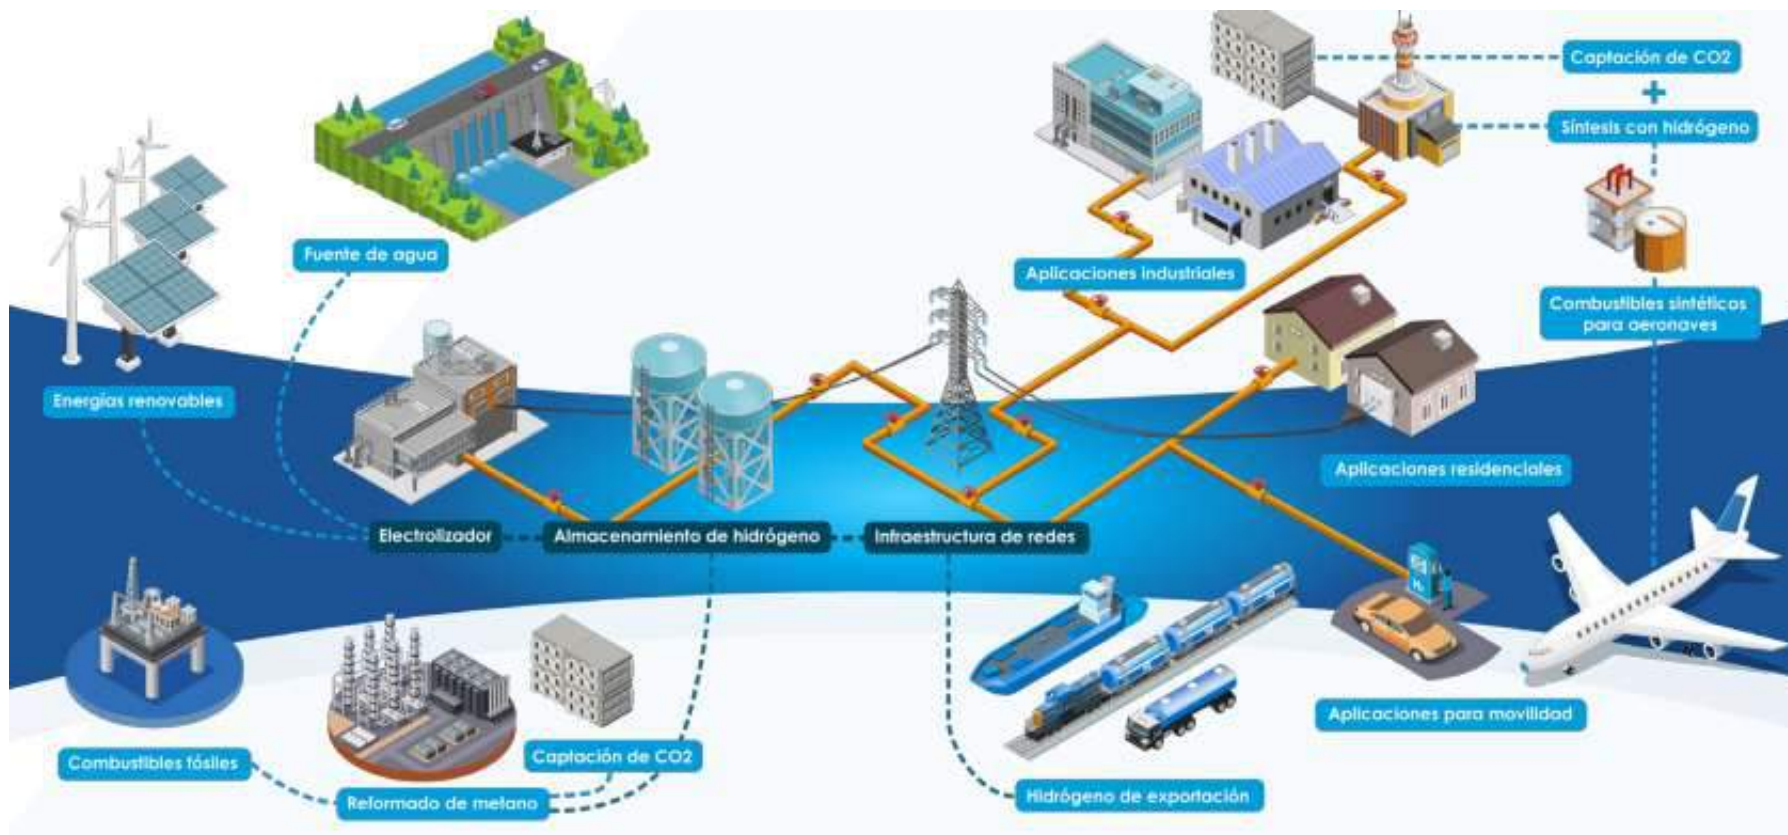 Captación de CO2
+
Síntesis con hidrógeno
Fuente de agua
Aplicaciones industriales
Combustibles sintéticos
para aeronaves
Energías renovables
Aplicaciones residenciales
Electrolizador
Almacenamiento de hidrógeno
Infraestructura de redes
H₂
Aplicaciones para movilidad
Combustibles fósiles
Captación de CO2
Reformado de metano
Hidrógeno de exportación